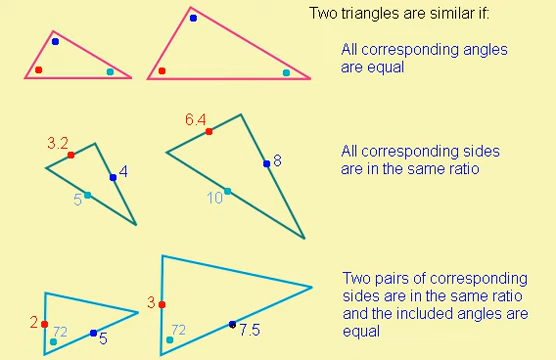 Two triangles are similar if:
All corresponding angles
are equal
3.2
4
5
6.4
8
10
All corresponding sides
are in the same ratio
2
72
5
3
72
7.5
Two pairs of corresponding
sides are in the same ratio
and the included angles are
equal